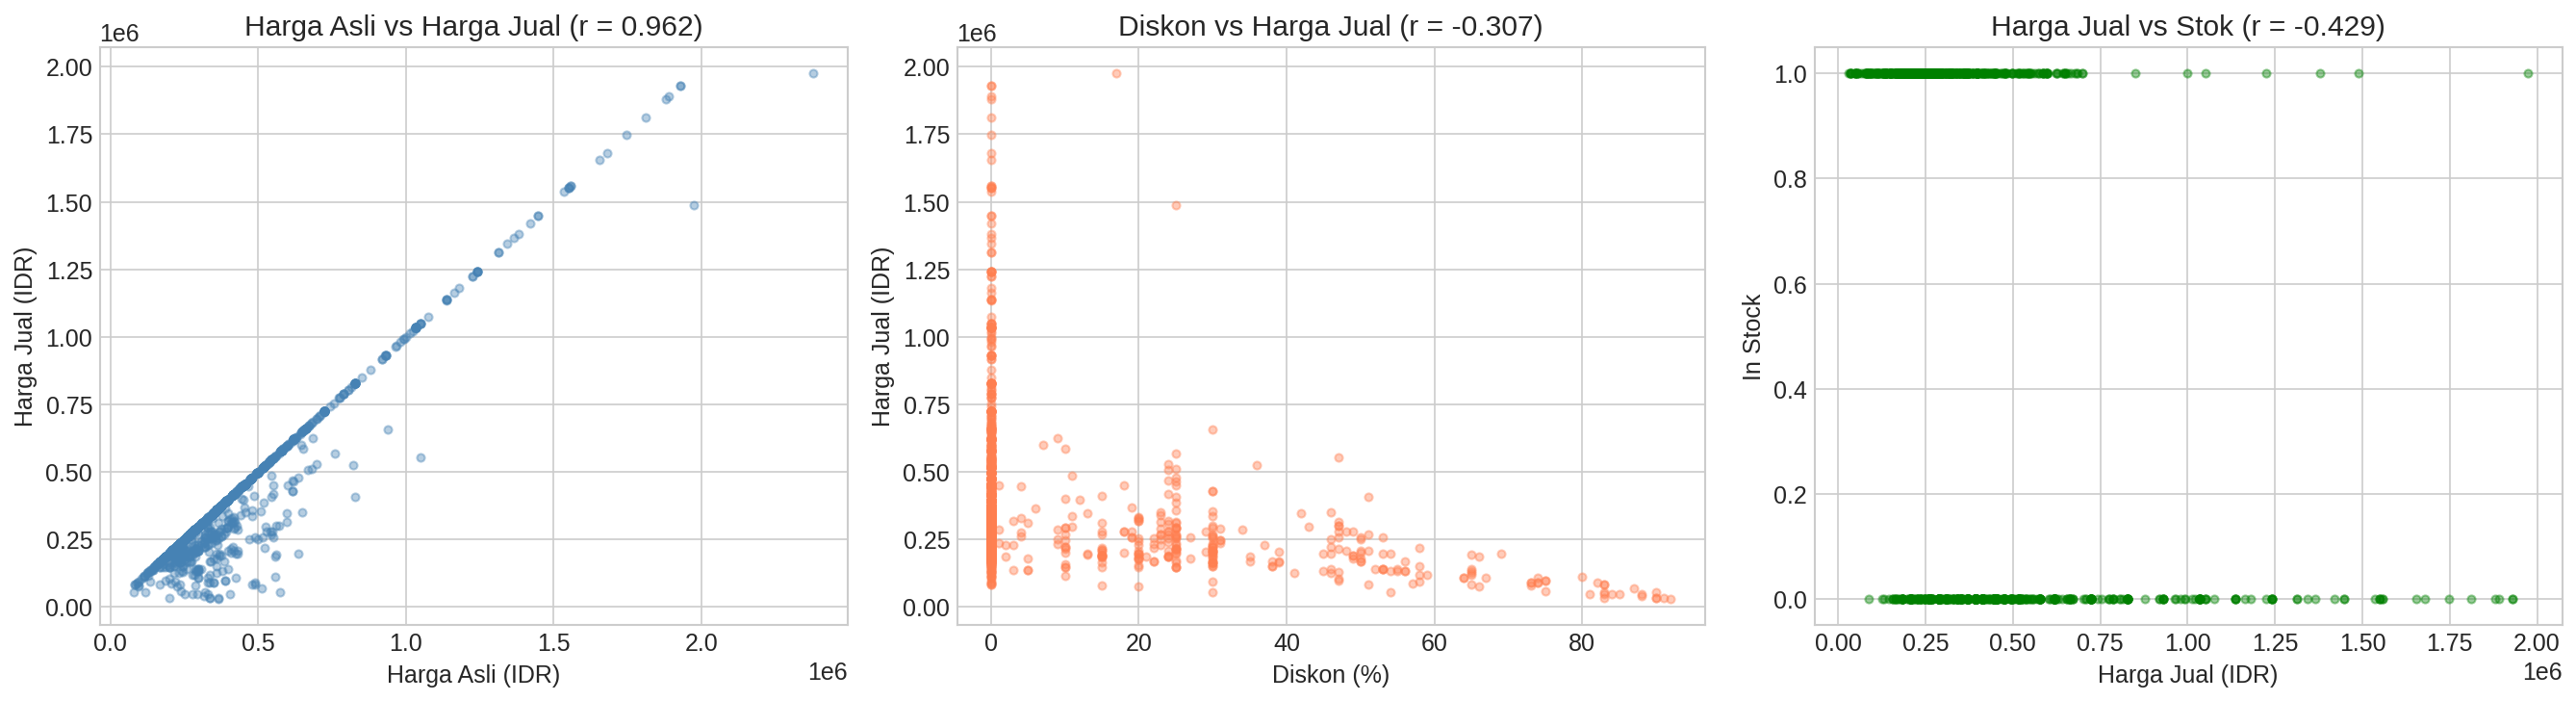 Harga Asli vs Harga Jual (r = 0.962)
1e6
2.00
1.75
1.50
1.25
1.00
0.75
0.50
0.25
0.00
Harga Jual (IDR)
0.0 0.5 1.0 1.5 2.0
1e6
Harga Asli (IDR)
Diskon vs Harga Jual (r = -0.307)
1e6
2.00
1.75
1.50
1.25
1.00
0.75
0.50
0.25
0.00
Harga Jual (IDR)
0 20 40 60 80
Diskon (%)
Harga Jual vs Stok (r = -0.429)
1.0
0.8
0.6
0.4
0.2
0.0
In Stock
0.00 0.25 0.50 0.75 1.00 1.25 1.50 1.75 2.00
1e6
Harga Jual (IDR)